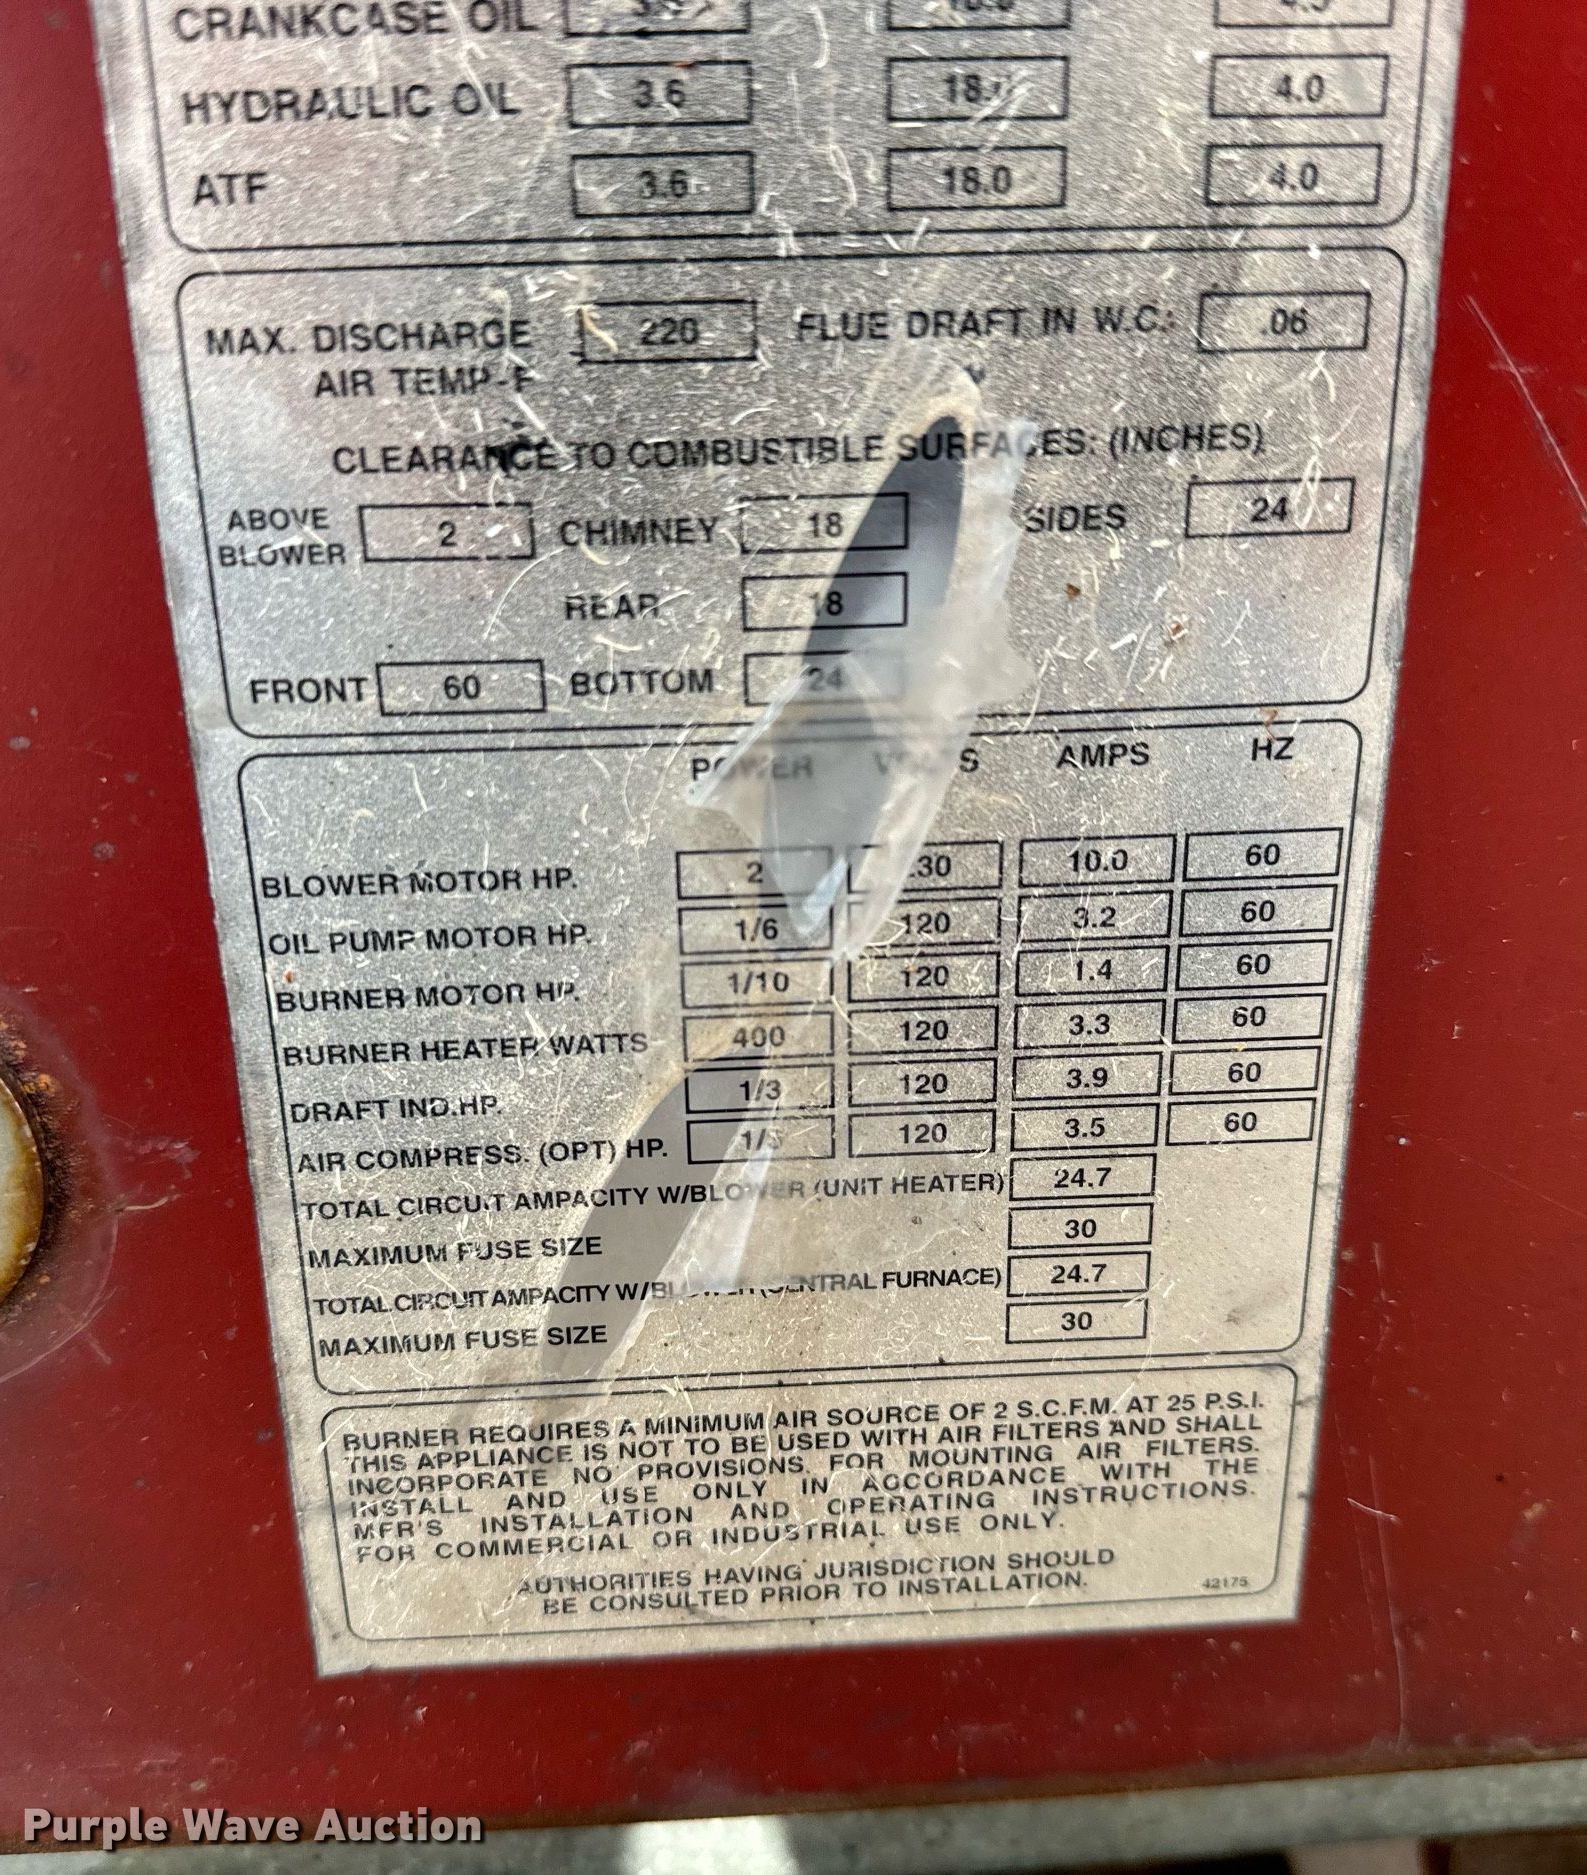 CRANKCASE OIL
HYDRAULIC OIL 3.6 4.0
ATF 3.6 18.0 4.0
MAX. DISCHARGE 220 FLUE DRAFT IN W.C.: .06
AIR TEMP-F
CLEARANCE TO COMBUSTIBLE SURFACES: (INCHES)
ABOVE BLOWER 2 CHIMNEY 18 SIDES 24
REAR 18
FRONT 60 BOTTOM 24
POWER VOLTS AMPS HZ
BLOWER MOTOR HP. 2 10.0 60
OIL PUMP MOTOR HP. 1/6 120 3.2 60
BURNER MOTOR HP. 1/10 120 1.4 60
BURNER HEATER WATTS 400 120 3.3 60
DRAFT IND.HP. 1/3 120 3.9 60
AIR COMPRESS. (OPT) HP. 120 3.5 60
TOTAL CIRCUIT AMPACITY W/BLOWER (UNIT HEATER) 24.7
MAXIMUM FUSE SIZE 30
TOTAL CIRCUIT AMPACITY W/BLOWER (CENTRAL FURNACE) 24.7
MAXIMUM FUSE SIZE 30
BURNER REQUIRES A MINIMUM AIR SOURCE OF 2 S.C.F.M. AT 25 P.S.I.
THIS APPLIANCE IS NOT TO BE USED WITH AIR FILTERS AND SHALL
INCORPORATE NO PROVISIONS FOR MOUNTING AIR FILTERS.
INSTALL AND USE ONLY IN ACCORDANCE WITH THE
MFR'S INSTALLATION AND OPERATING INSTRUCTIONS.
FOR COMMERCIAL OR INDUSTRIAL USE ONLY.
AUTHORITIES HAVING JURISDICTION SHOULD
BE CONSULTED PRIOR TO INSTALLATION. 42175
Purple Wave Auction